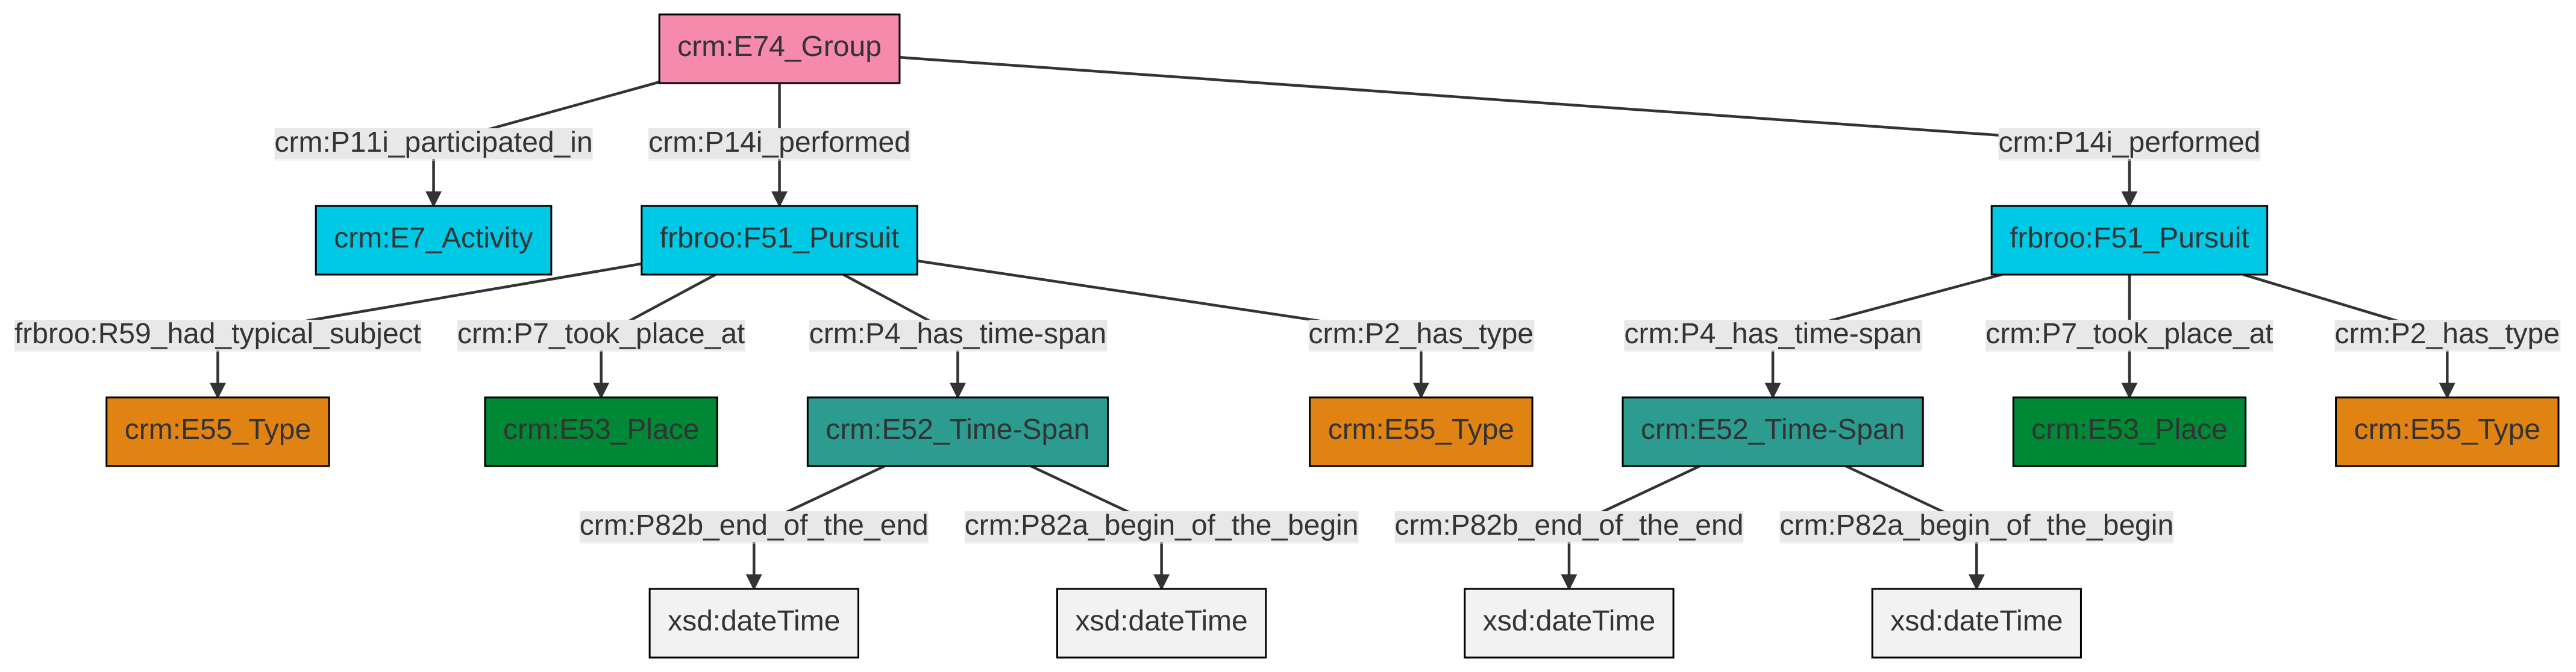 crm:E74_Group
crm:P11i_participated_in
crm:P14i_performed
crm:P14i_performed
crm:E7_Activity
frbroo:F51_Pursuit
frbroo:F51_Pursuit
frbroo:R59_had_typical_subject
crm:P7_took_place_at
crm:P4_has_time-span
crm:P2_has_type
crm:P4_has_time-span
crm:P7_took_place_at
crm:P2_has_type
crm:E55_Type
crm:E53_Place
crm:E52_Time-Span
crm:E55_Type
crm:E52_Time-Span
crm:E53_Place
crm:E55_Type
crm:P82b_end_of_the_end
crm:P82a_begin_of_the_begin
crm:P82b_end_of_the_end
crm:P82a_begin_of_the_begin
xsd:dateTime
xsd:dateTime
xsd:dateTime
xsd:dateTime